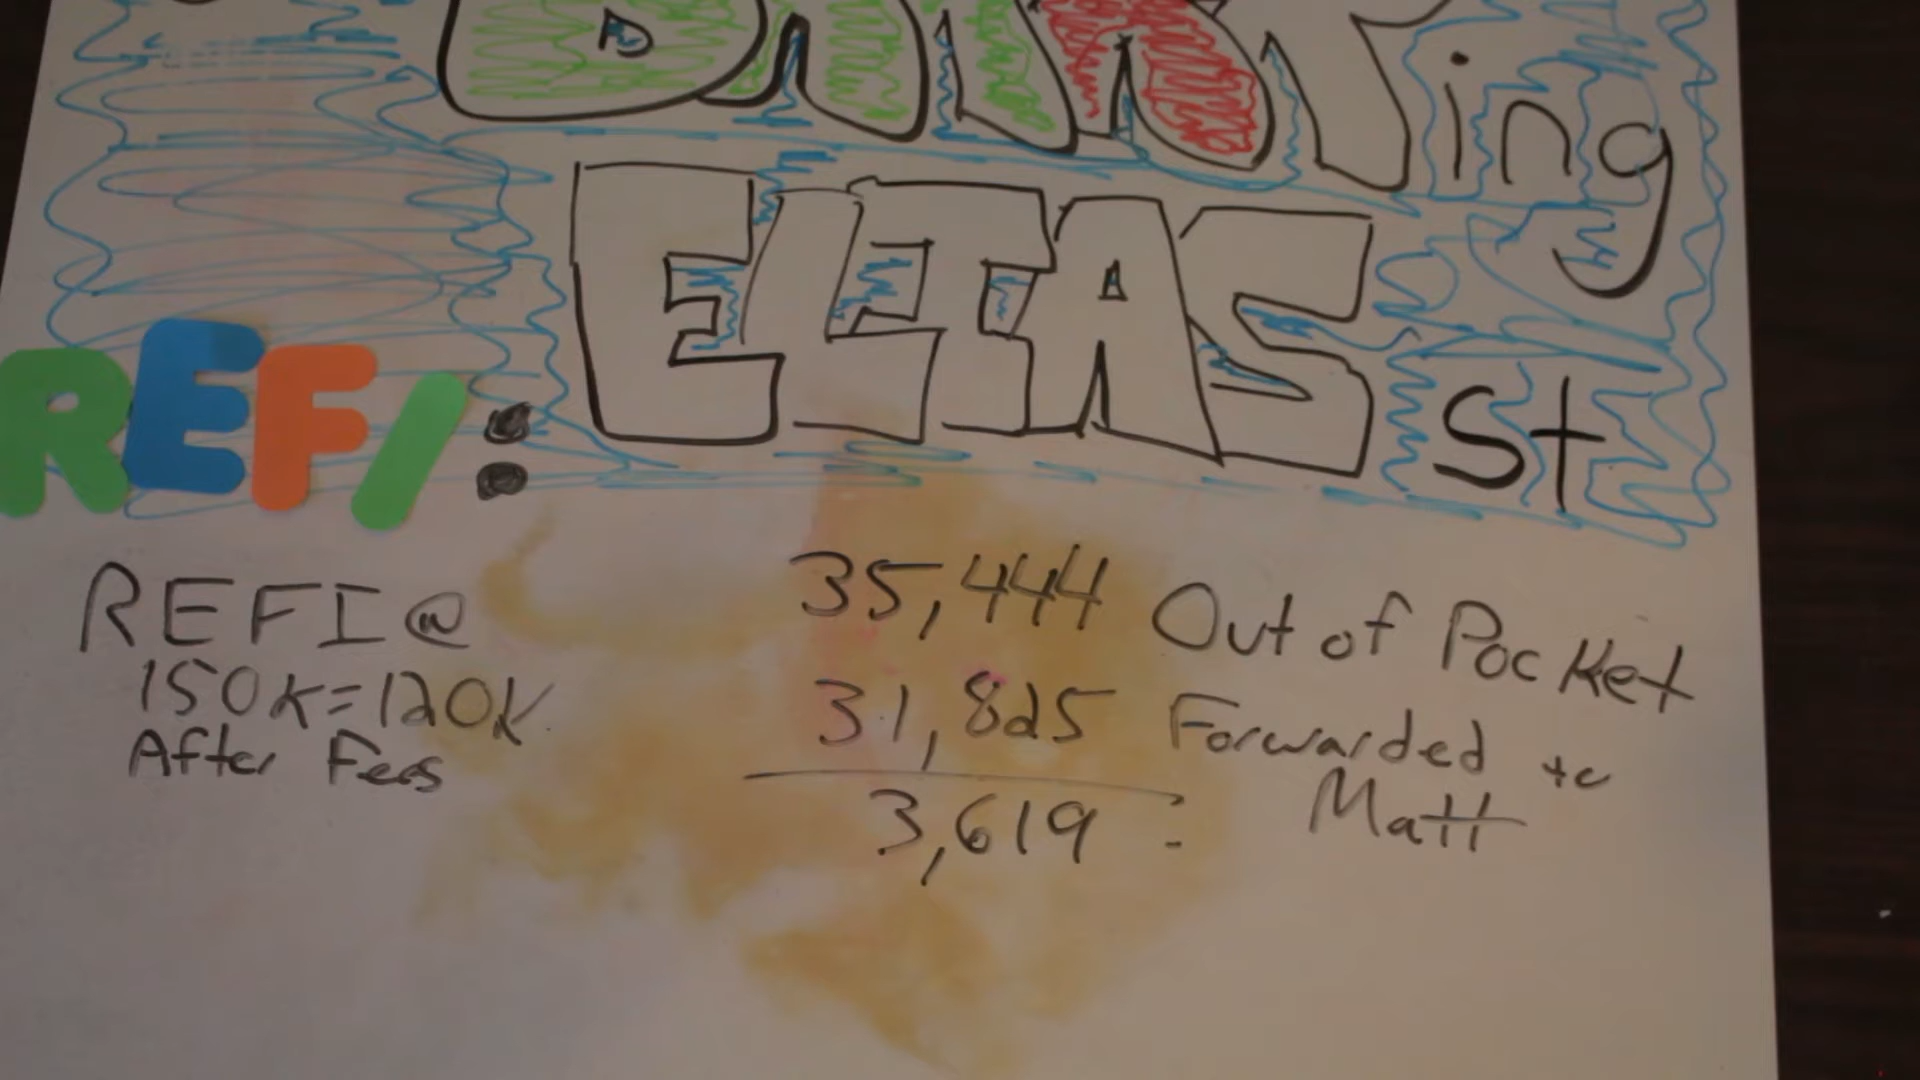 ELIAS St
REFI:
REFI @
150K=120K
After Fees
35,444 Out of Pocket
31,825 Forwarded to
Matt
3,619 :